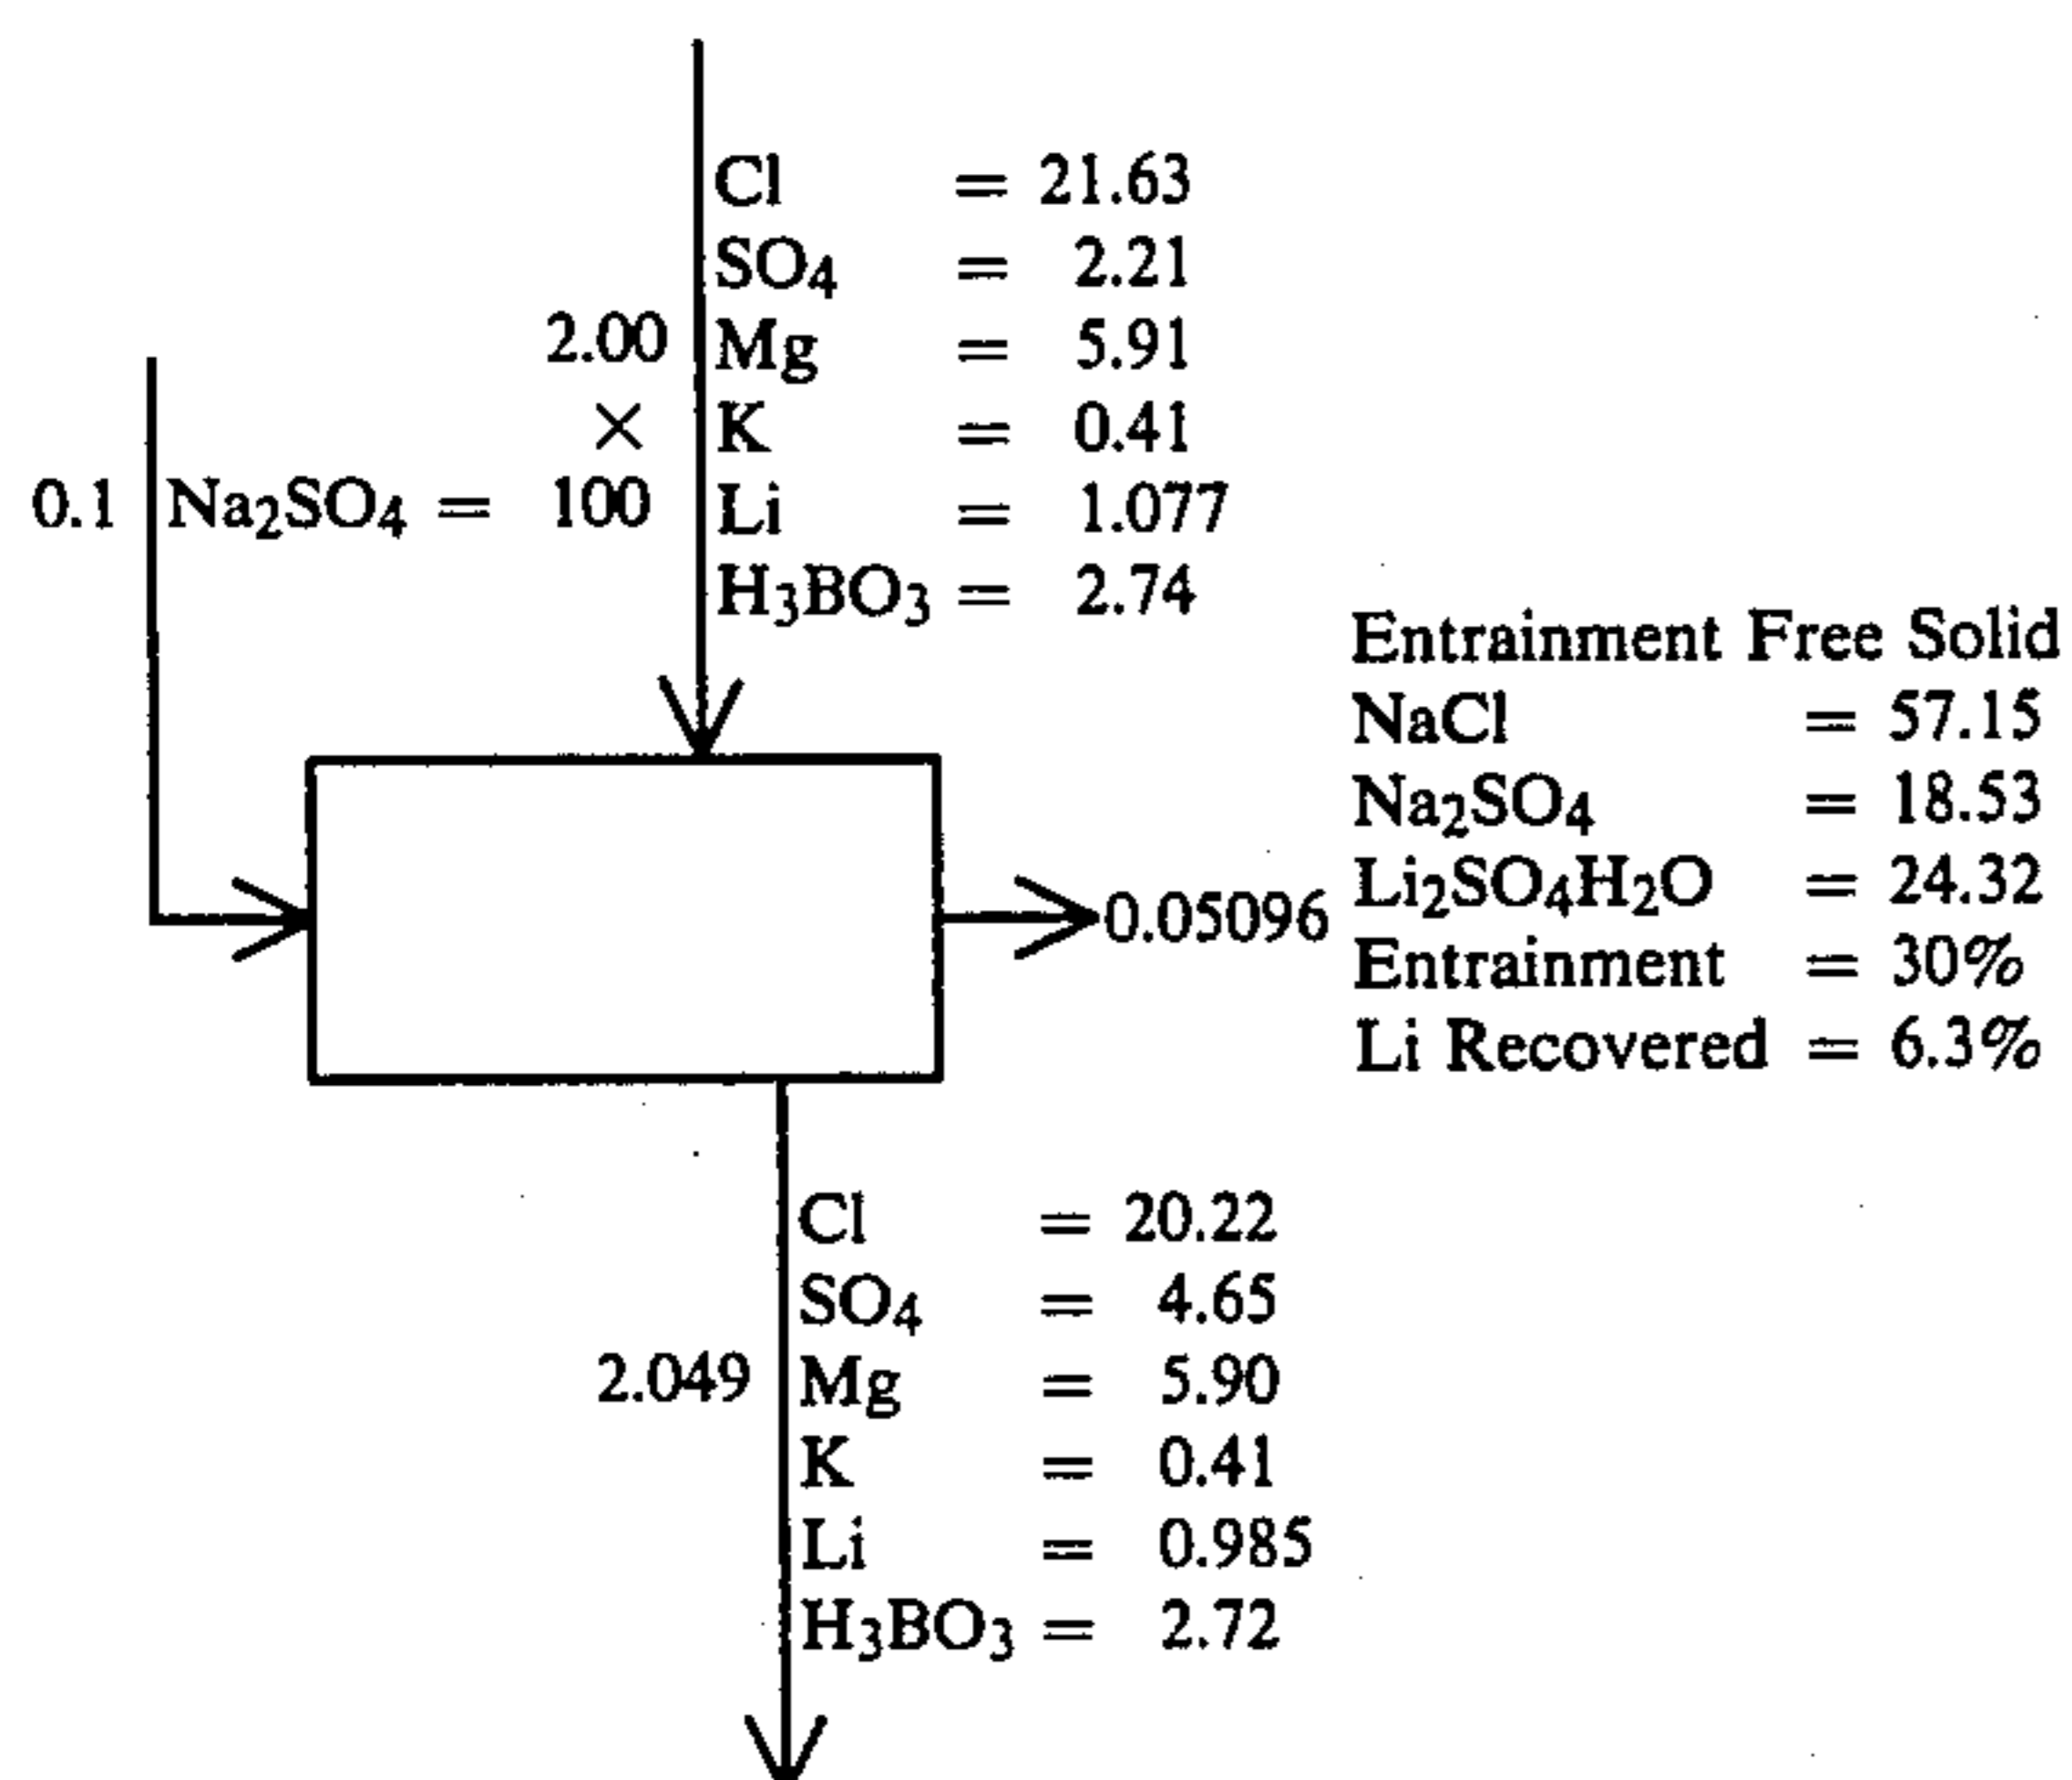 Cl = 21.63
SO4 = 2.21
2.00 Mg = 5.91
× K = 0.41
0.1 Na2SO4 = 100 Li = 1.077
H3BO3 = 2.74
Entrainment Free Solid
NaCl = 57.15
Na2SO4 = 18.53
Li2SO4H2O = 24.32
0.05096
Entrainment = 30%
Li Recovered = 6.3%
Cl = 20.22
SO4 = 4.65
2.049 Mg = 5.90
K = 0.41
Li = 0.985
H3BO3 = 2.72